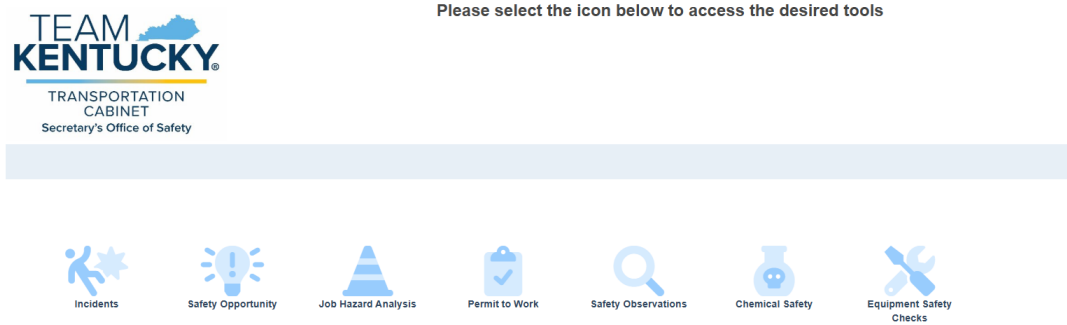 Please select the icon below to access the desired tools
TEAM
KENTUCKY®
TRANSPORTATION
CABINET
Secretary's Office of Safety
Incidents
Safety Opportunity
Job Hazard Analysis
Permit to Work
Safety Observations
Chemical Safety
Equipment Safety
Checks